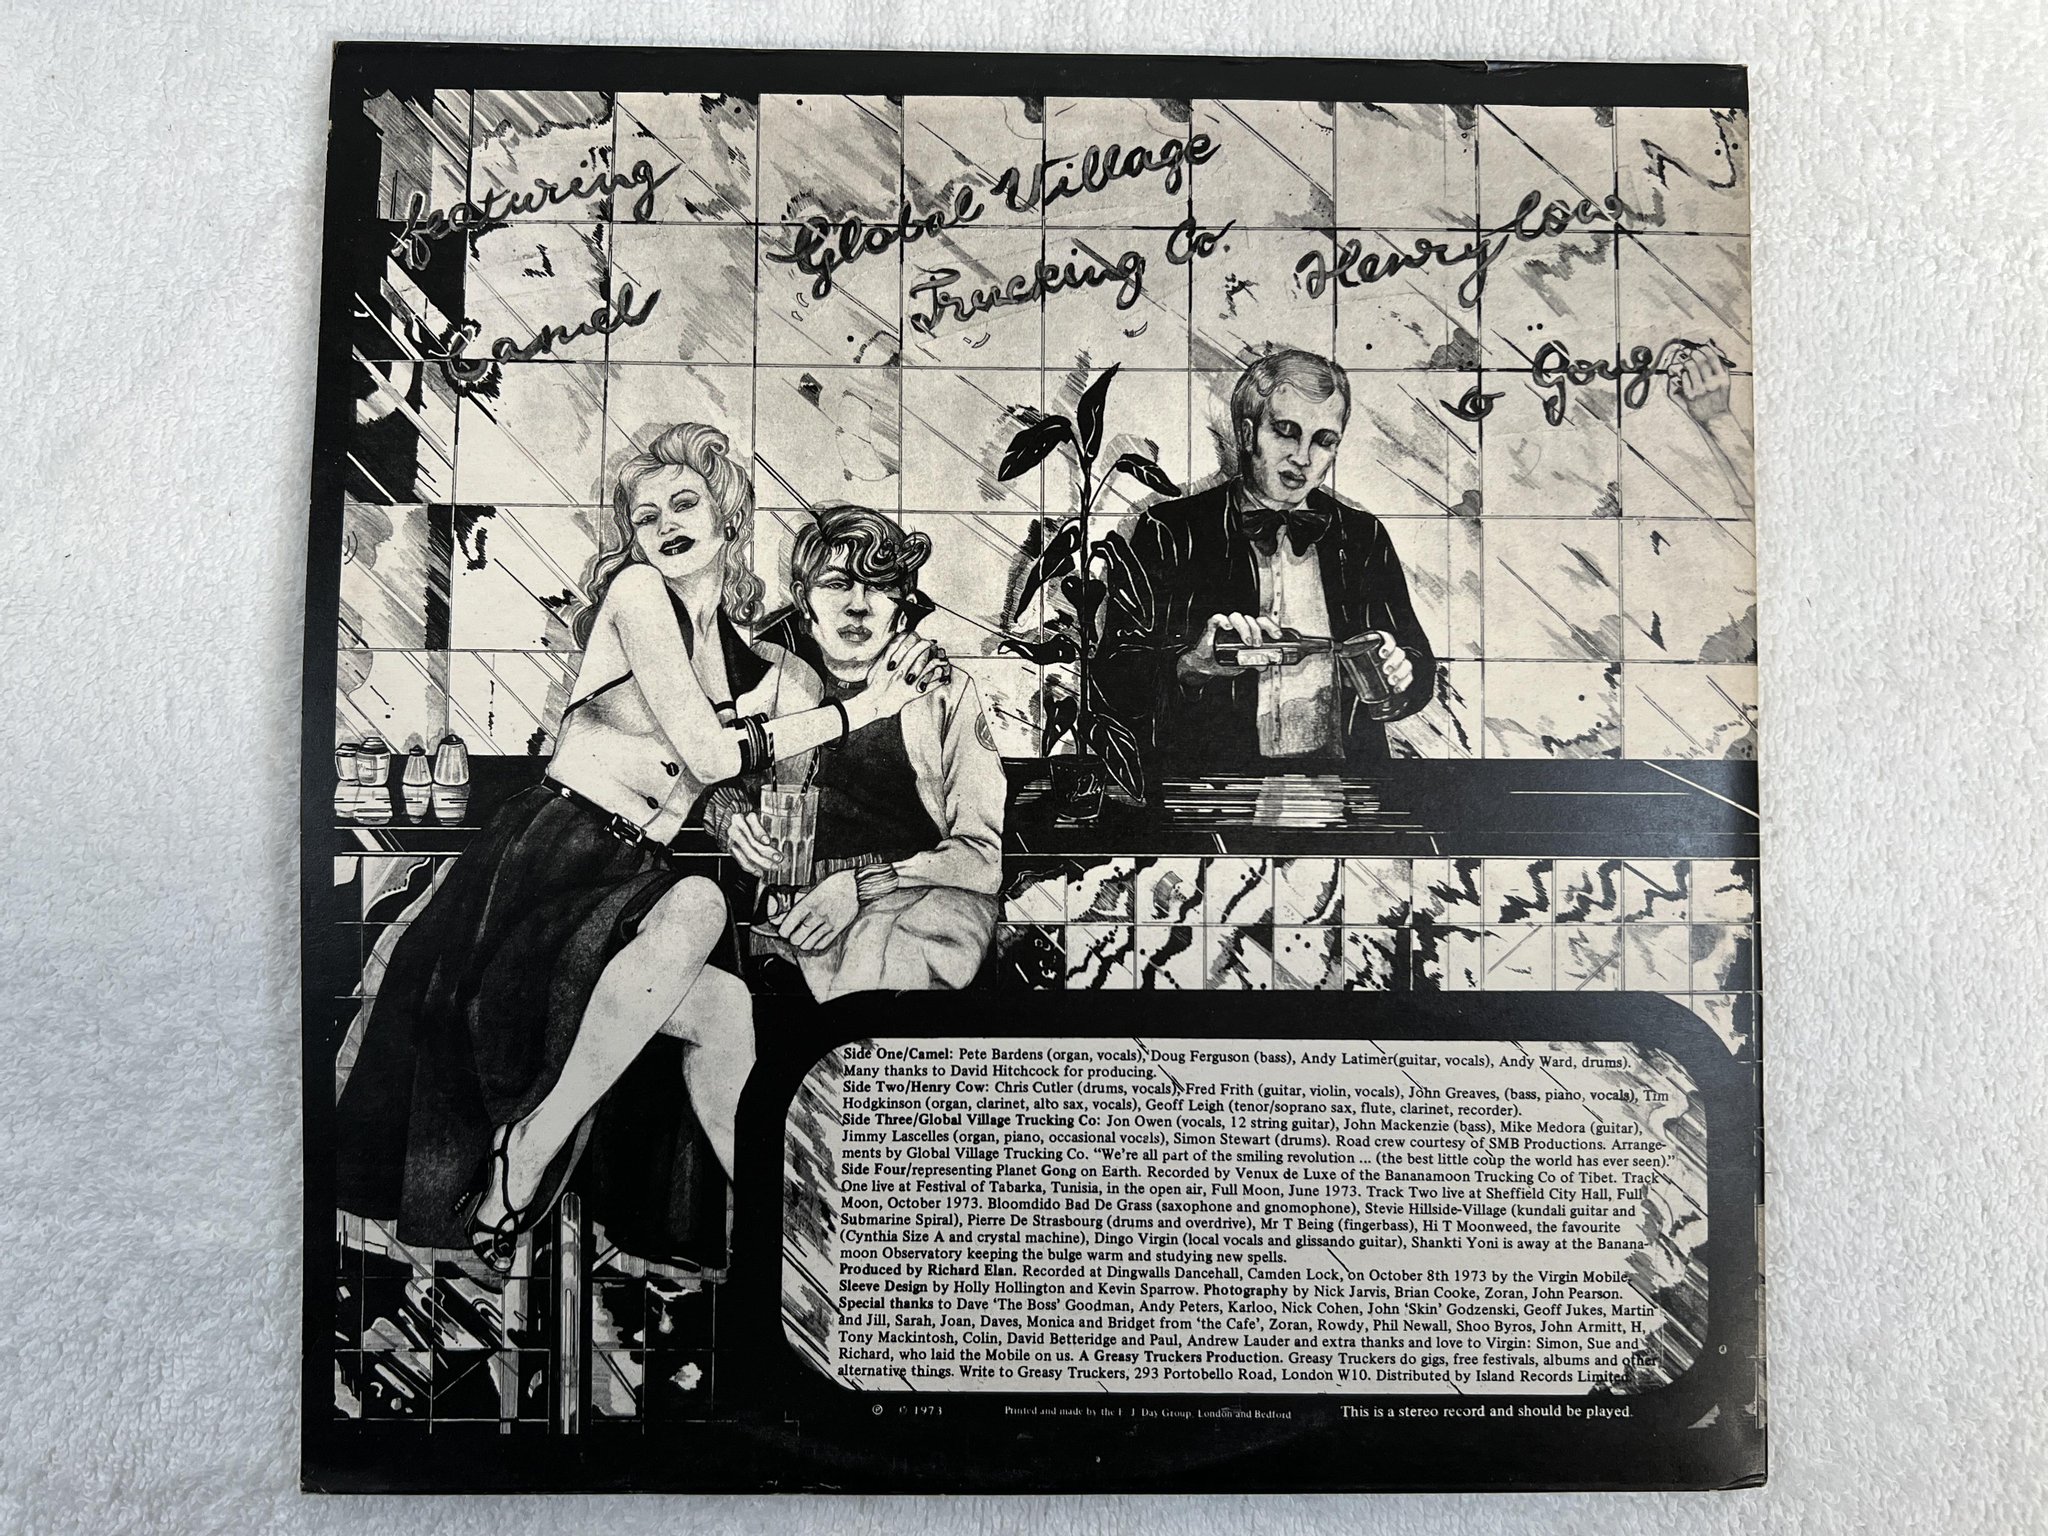 featuring
Camel
Global Village
Trucking Co.
Henry Cow
& Gong
Side One/Camel: Pete Bardens (organ, vocals), Doug Ferguson (bass), Andy Latimer(guitar, vocals), Andy Ward, drums).
Many thanks to David Hitchcock for producing.
Side Two/Henry Cow: Chris Cutler (drums, vocals), Fred Frith (guitar, violin, vocals), John Greaves, (bass, piano, vocals), Tim
Hodgkinson (organ, clarinet, alto sax, vocals), Geoff Leigh (tenor/soprano sax, flute, clarinet, recorder).
Side Three/Global Village Trucking Co: Jon Owen (vocals, 12 string guitar), John Mackenzie (bass), Mike Medora (guitar),
Jimmy Lascelles (organ, piano, occasional vocals), Simon Stewart (drums). Road crew courtesy of SMB Productions. Arrange-
ments by Global Village Trucking Co. “We're all part of the smiling revolution ... (the best little coup the world has ever seen).”
Side Four/representing Planet Gong on Earth. Recorded by Venux de Luxe of the Bananamoon Trucking Co of Tibet. Track
One live at Festival of Tabarka, Tunisia, in the open air, Full Moon, June 1973. Track Two live at Sheffield City Hall, Full
Moon, October 1973. Bloomdido Bad De Grass (saxophone and gnomophone), Stevie Hillside-Village (kundali guitar and
Submarine Spiral), Pierre De Strasbourg (drums and overdrive), Mr T Being (fingerbass), Hi T Moonweed, the favourite
(Cynthia Size A and crystal machine), Dingo Virgin (local vocals and glissando guitar), Shankti Yoni is away at the Banana-
moon Observatory keeping the bulge warm and studying new spells.
Produced by Richard Elan. Recorded at Dingwalls Dancehall, Camden Lock, on October 8th 1973 by the Virgin Mobile.
Sleeve Design by Holly Hollington and Kevin Sparrow. Photography by Nick Jarvis, Brian Cooke, Zoran, John Pearson.
Special thanks to Dave ‘The Boss’ Goodman, Andy Peters, Karloo, Nick Cohen, John ‘Skin’ Godzenski, Geoff Jukes, Martin
and Jill, Sarah, Joan, Daves, Monica and Bridget from ‘the Cafe’, Zoran, Rowdy, Phil Newall, Shoo Byros, John Armitt, H,
Tony Mackintosh, Colin, David Betteridge and Paul, Andrew Lauder and extra thanks and love to Virgin: Simon, Sue and
Richard, who laid the Mobile on us. A Greasy Truckers Production. Greasy Truckers do gigs, free festivals, albums and other
alternative things. Write to Greasy Truckers, 293 Portobello Road, London W10. Distributed by Island Records Limited.
℗ © 1973 Printed and made by the E J Day Group, London and Bedford This is a stereo record and should be played.